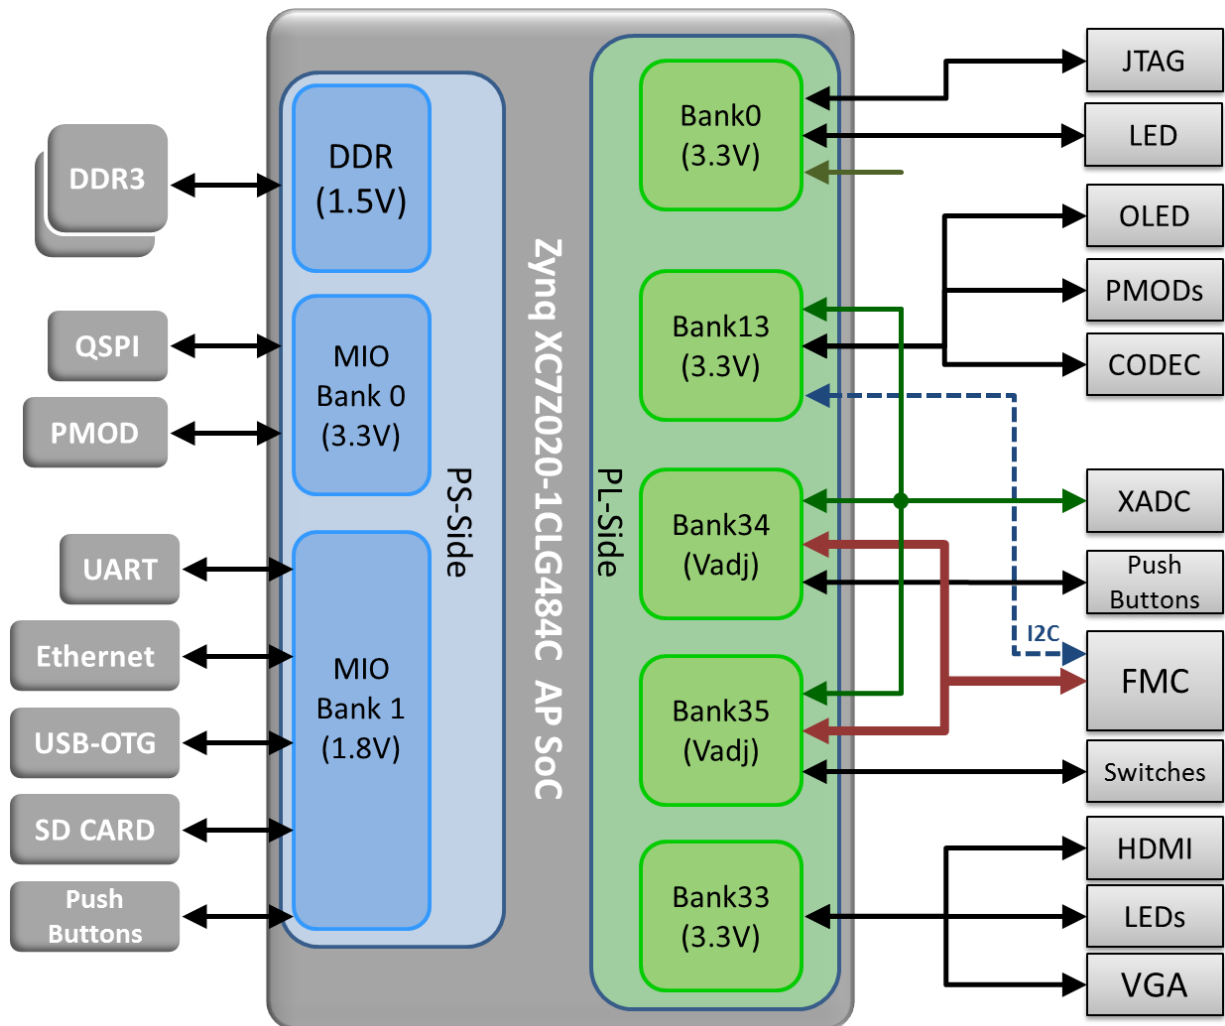 DDR3
QSPI
PMOD
UART
Ethernet
USB-OTG
SD CARD
Push
Buttons
DDR
(1.5V)
MIO
Bank 0
(3.3V)
MIO
Bank 1
(1.8V)
PS-Side
Zynq XC7Z020-1CLG484C AP SoC
PL-Side
Bank0
(3.3V)
Bank13
(3.3V)
Bank34
(Vadj)
Bank35
(Vadj)
Bank33
(3.3V)
I2C
JTAG
LED
OLED
PMODs
CODEC
XADC
Push
Buttons
FMC
Switches
HDMI
LEDs
VGA